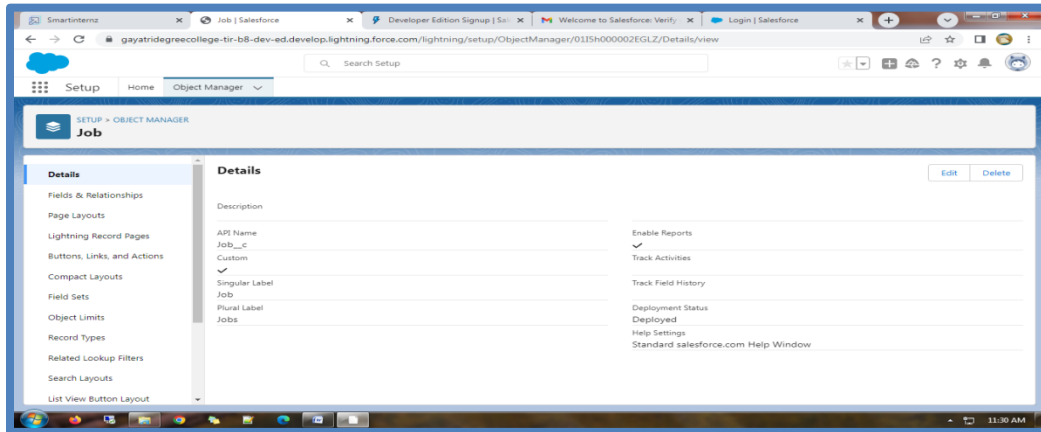 Smartinternz
Job | Salesforce
Developer Edition Signup | Sal
Welcome to Salesforce: Verify
Login | Salesforce
gayatridegreecollege-tir-b8-dev-ed.develop.lightning.force.com/lightning/setup/ObjectManager/01I5h000002EGLZ/Details/view
Search Setup
Setup Home Object Manager
SETUP > OBJECT MANAGER
Job
Details
Fields & Relationships
Page Layouts
Lightning Record Pages
Buttons, Links, and Actions
Compact Layouts
Field Sets
Object Limits
Record Types
Related Lookup Filters
Search Layouts
List View Button Layout
Details
Edit Delete
Description
API Name
Job__c
Custom
Singular Label
Job
Plural Label
Jobs
Enable Reports
Track Activities
Track Field History
Deployment Status
Deployed
Help Settings
Standard salesforce.com Help Window
11:30 AM